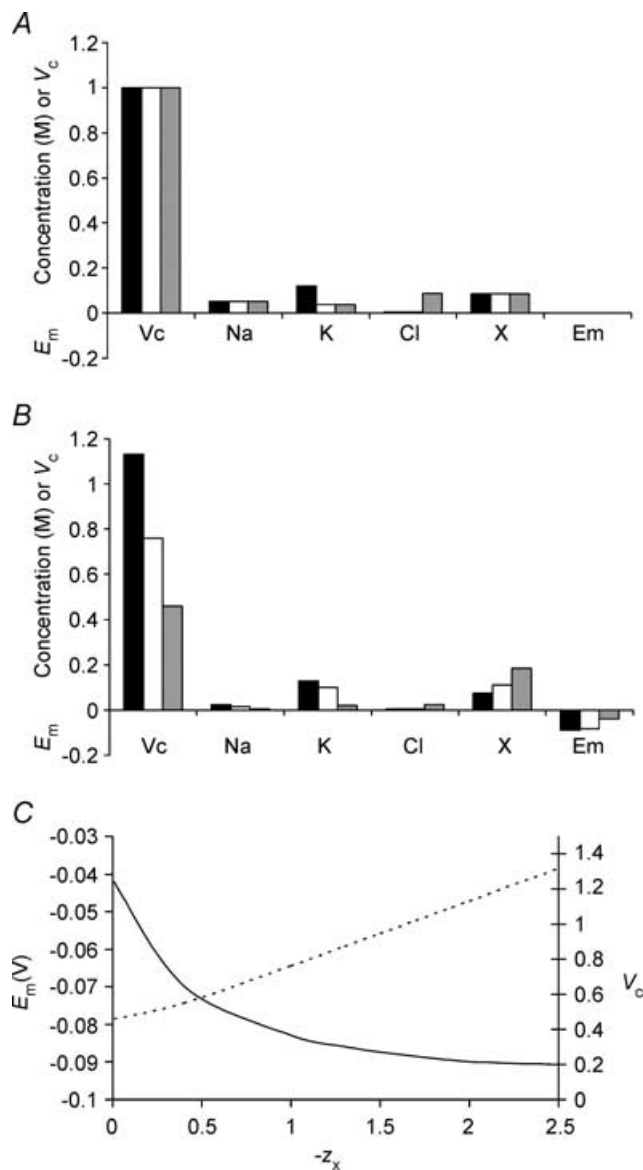 A
Concentration (M) or Vc
Em
1.2
1
0.8
0.6
0.4
0.2
0
-0.2
Vc Na K Cl X Em
B
Concentration (M) or Vc
Em
1.2
1
0.8
0.6
0.4
0.2
0
-0.2
Vc Na K Cl X Em
C
Em(V)
-0.03
-0.04
-0.05
-0.06
-0.07
-0.08
-0.09
-0.1
1.4
1.2
1
0.8
0.6
0.4
0.2
0
Vc
0 0.5 1 1.5 2 2.5
-zx